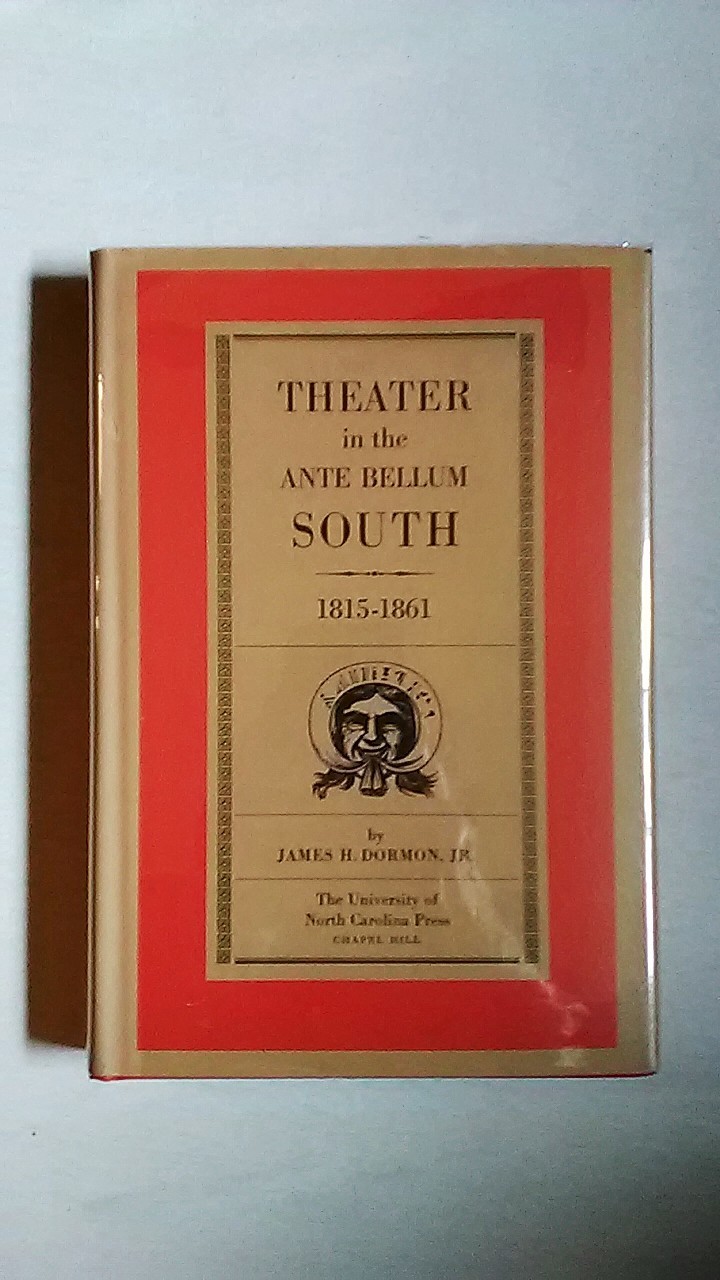 THEATER
in the
ANTE BELLUM
SOUTH
1815-1861
by
JAMES H. DORMON, JR.
The University of
North Carolina Press
CHAPEL HILL